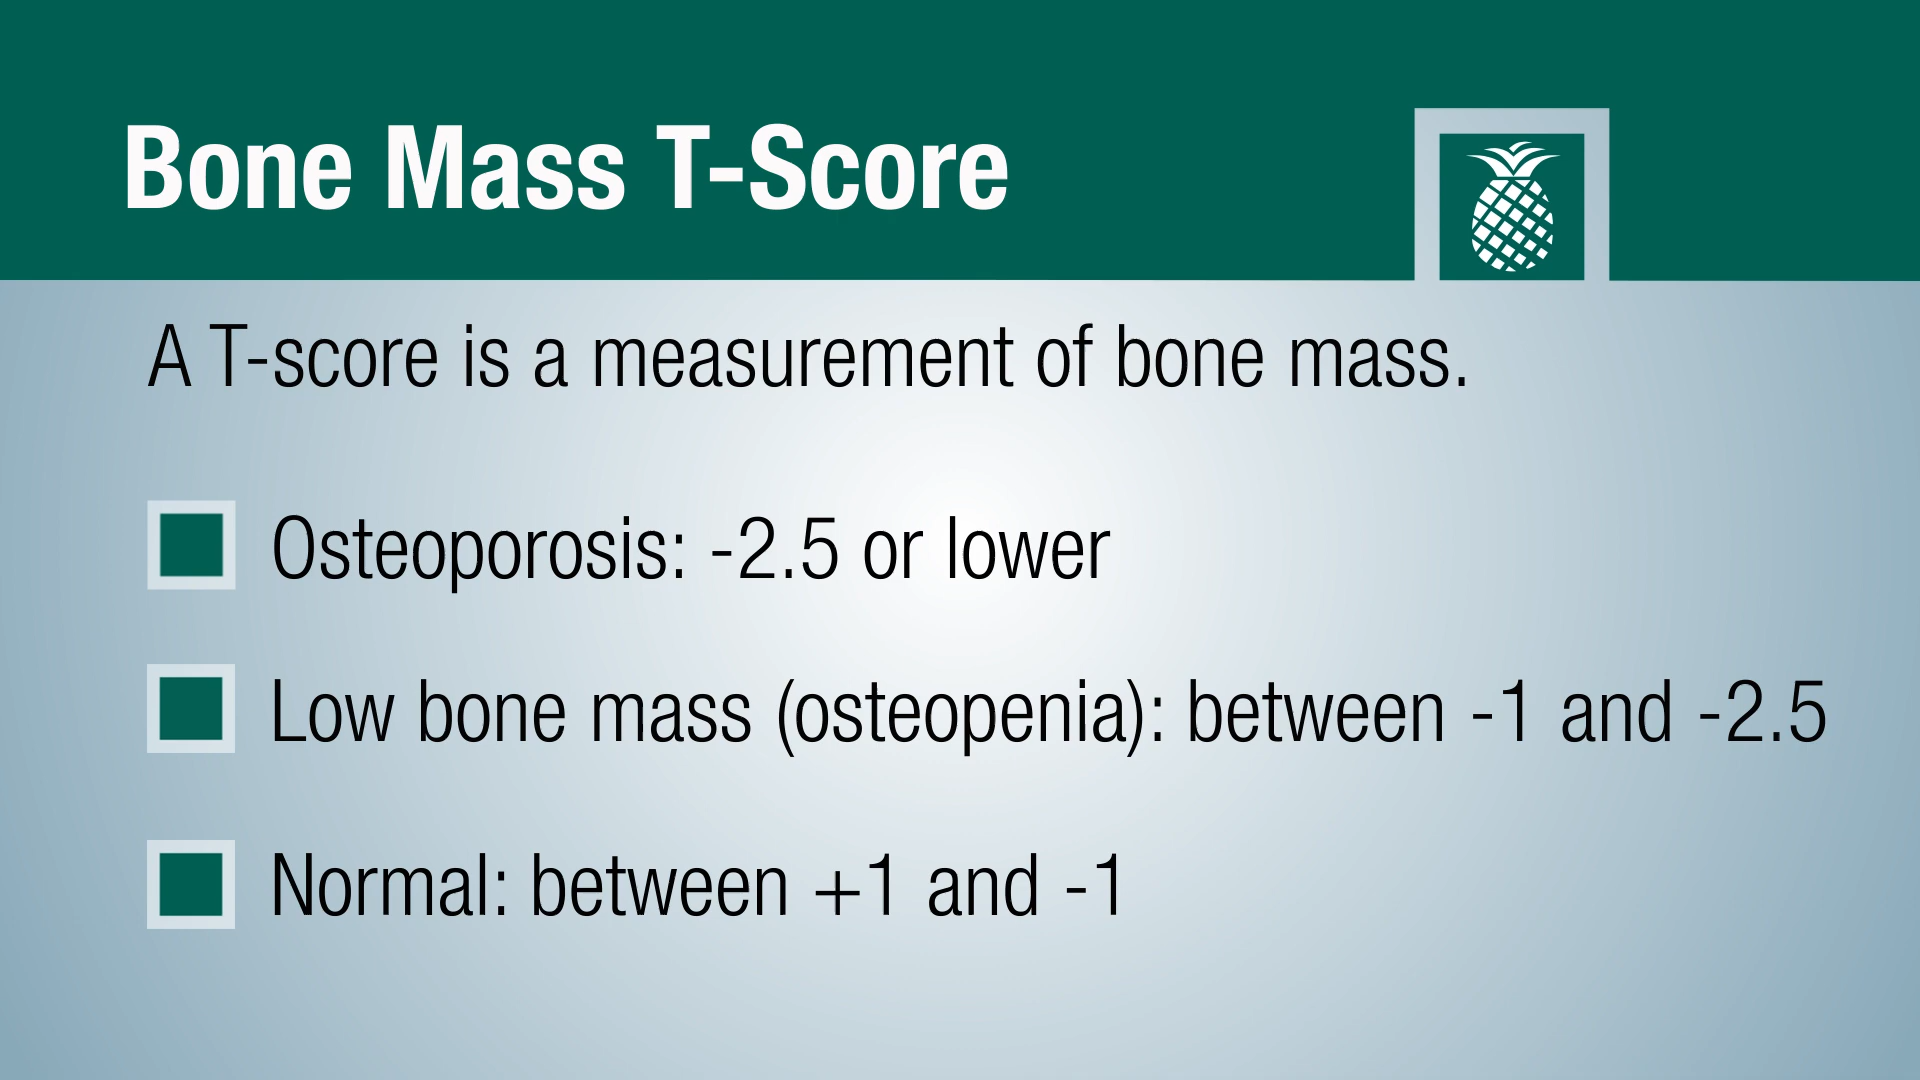 Bone Mass T-Score
A T-score is a measurement of bone mass.
Osteoporosis: -2.5 or lower
Low bone mass (osteopenia): between -1 and -2.5
Normal: between +1 and -1